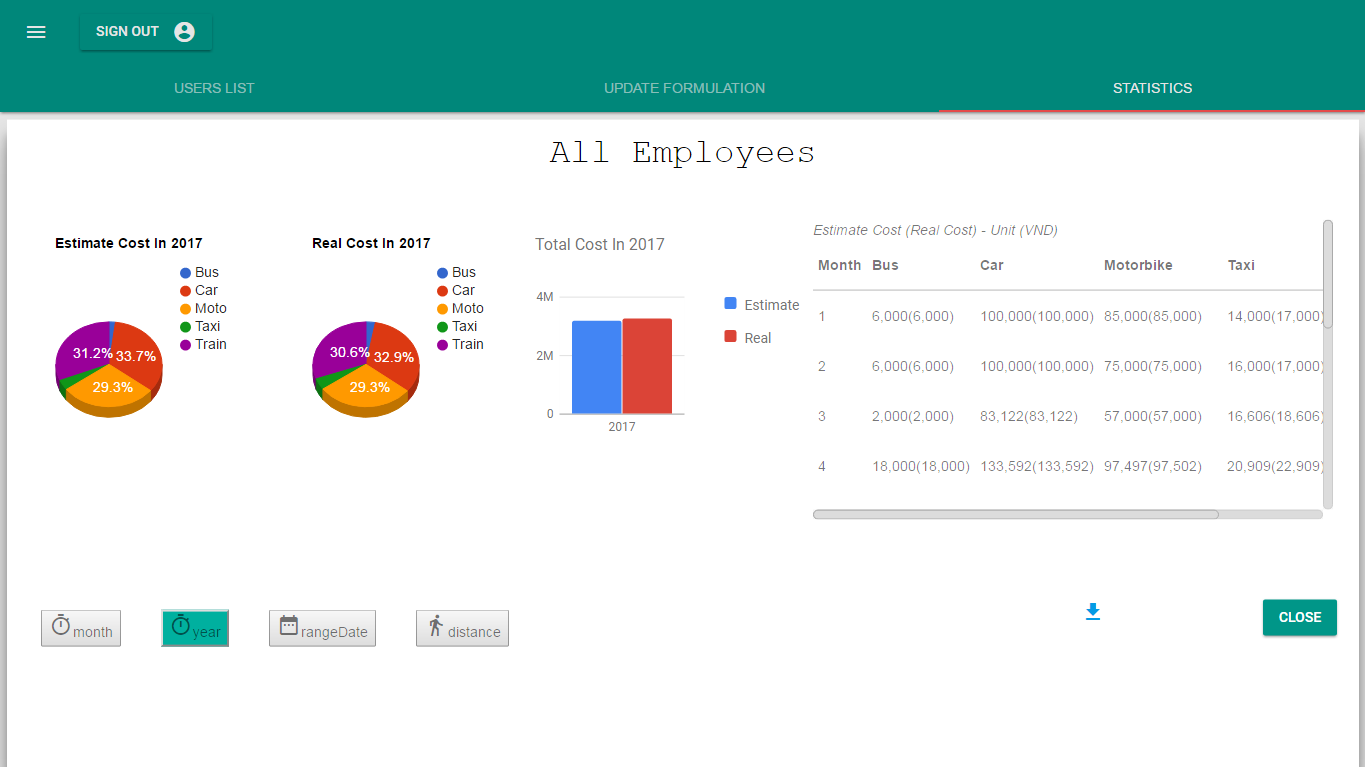 SIGN OUT
USERS LIST
UPDATE FORMULATION
STATISTICS
All Employees
Estimate Cost In 2017
Bus
Car
Moto
Taxi
Train
31.2%
33.7%
29.3%
Real Cost In 2017
Bus
Car
Moto
Taxi
Train
30.6%
32.9%
29.3%
Total Cost In 2017
4M
2M
0
2017
Estimate
Real
Estimate Cost (Real Cost) - Unit (VND)
Month Bus Car Motorbike Taxi
1 6,000(6,000) 100,000(100,000) 85,000(85,000) 14,000(17,000)
2 6,000(6,000) 100,000(100,000) 75,000(75,000) 16,000(17,000)
3 2,000(2,000) 83,122(83,122) 57,000(57,000) 16,606(18,606)
4 18,000(18,000) 133,592(133,592) 97,497(97,502) 20,909(22,909)
month
year
rangeDate
distance
CLOSE